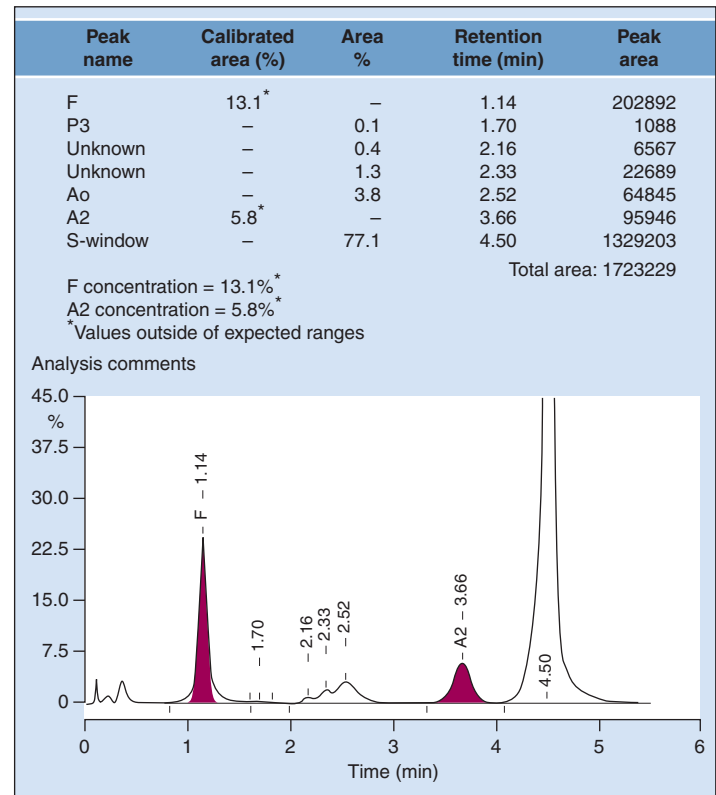 Peak name Calibrated area (%) Area % Retention time (min) Peak area
F 13.1* – 1.14 202892
P3 – 0.1 1.70 1088
Unknown – 0.4 2.16 6567
Unknown – 1.3 2.33 22689
Ao – 3.8 2.52 64845
A2 5.8* – 3.66 95946
S-window – 77.1 4.50 1329203
Total area: 1723229
F concentration = 13.1%*
A2 concentration = 5.8%*
*Values outside of expected ranges
Analysis comments
45.0
%
37.5
30.0
22.5
15.0
7.5
0
F – 1.14
1.70
2.16
2.33
2.52
A2 – 3.66
4.50
0 1 2 3 4 5 6
Time (min)